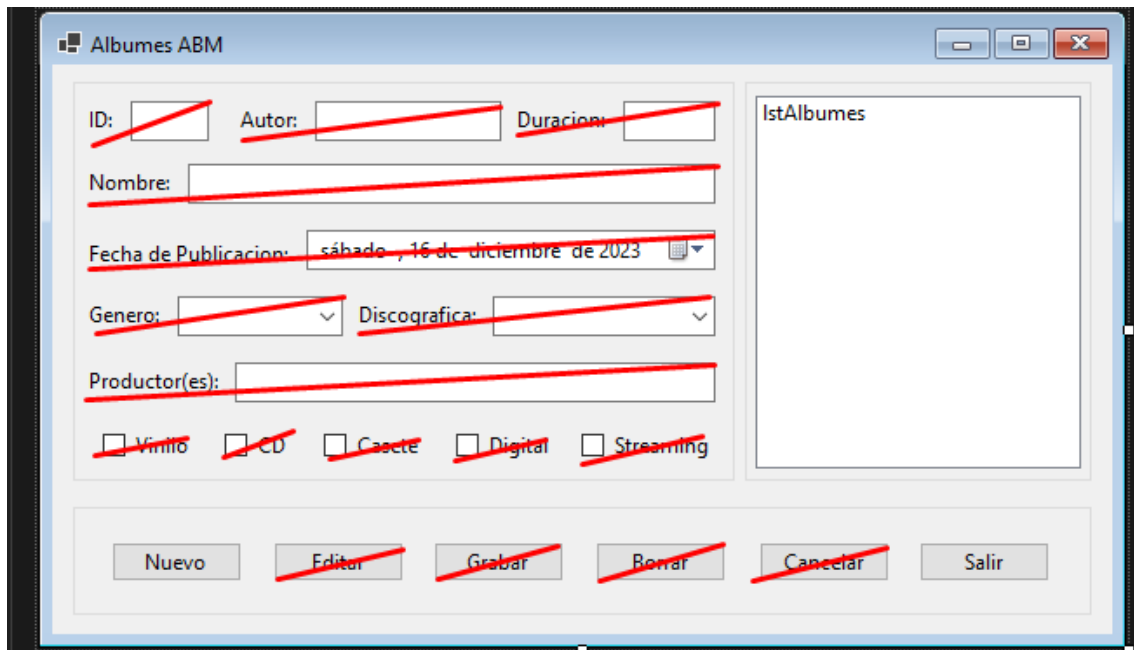 Albumes ABM
ID: Autor: Duracion:
lstAlbumes
Nombre:
Fecha de Publicacion: sábado , 16 de diciembre de 2023
Genero: Discografica:
Productor(es):
Vinilo CD Casete Digital Streaming
Nuevo Editar Grabar Borrar Cancelar Salir